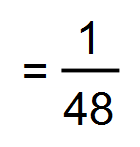 = 1/48